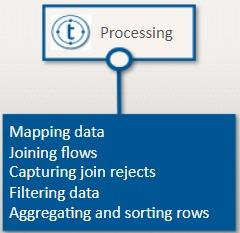 t
Processing
Mapping data
Joining flows
Capturing join rejects
Filtering data
Aggregating and sorting rows